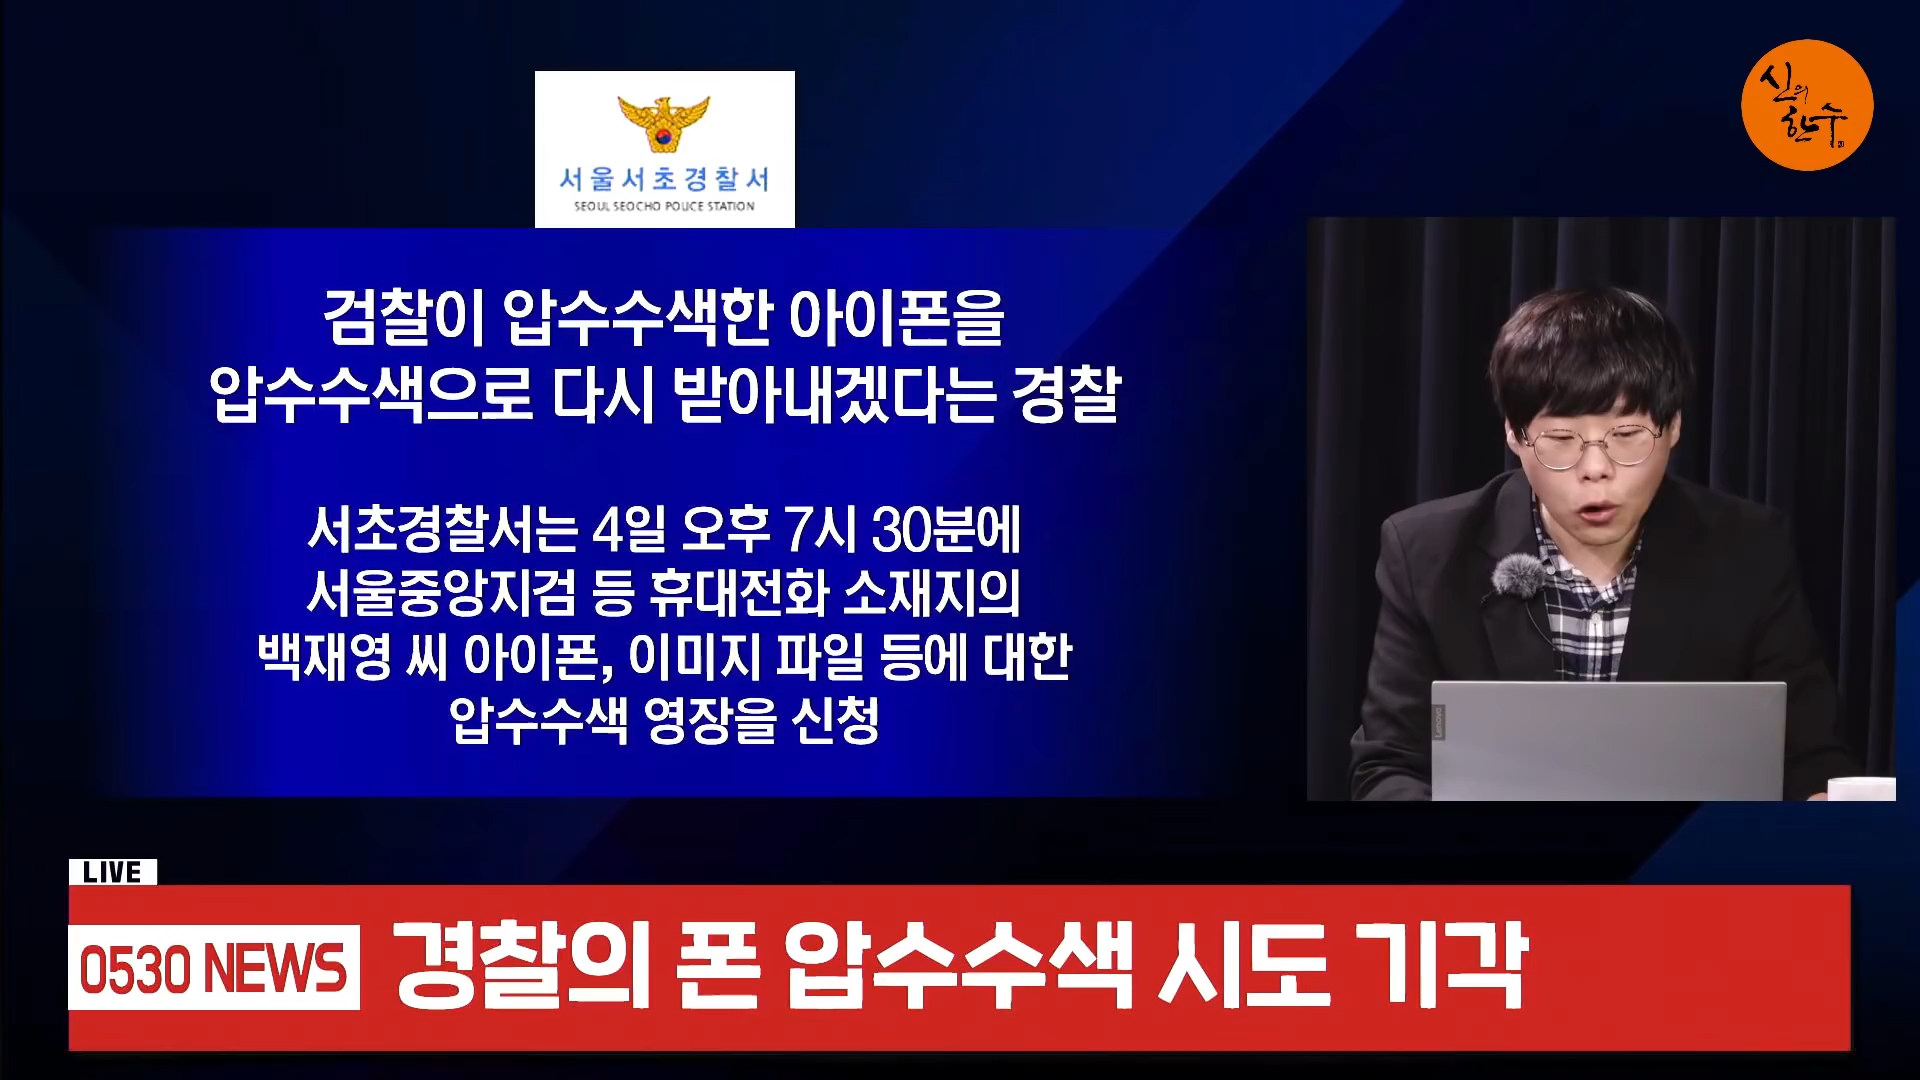 신의
한수
서울서초경찰서
SEOUL SEOCHO POLICE STATION
검찰이 압수수색한 아이폰을
압수수색으로 다시 받아내겠다는 경찰
서초경찰서는 4일 오후 7시 30분에
서울중앙지검 등 휴대전화 소재지의
백재영 씨 아이폰, 이미지 파일 등에 대한
압수수색 영장을 신청
Lenovo
LIVE
0530 NEWS
경찰의 폰 압수수색 시도 기각